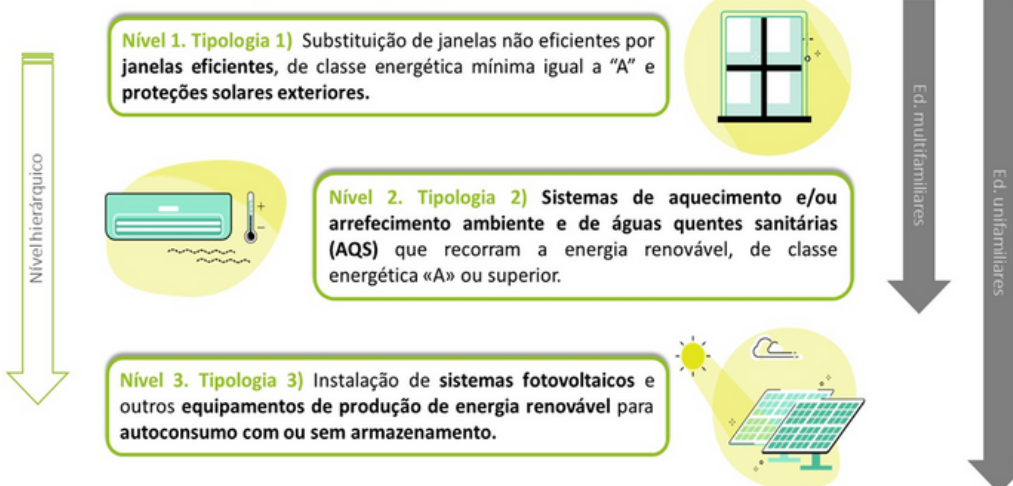 Nível 1. Tipologia 1) Substituição de janelas não eficientes por
janelas eficientes, de classe energética mínima igual a “A” e
proteções solares exteriores.
Nível hierárquico
Nível 2. Tipologia 2) Sistemas de aquecimento e/ou
arrefecimento ambiente e de águas quentes sanitárias
(AQS) que recorram a energia renovável, de classe
energética «A» ou superior.
Nível 3. Tipologia 3) Instalação de sistemas fotovoltaicos e
outros equipamentos de produção de energia renovável para
autoconsumo com ou sem armazenamento.
Ed. multifamiliares
Ed. unifamiliares